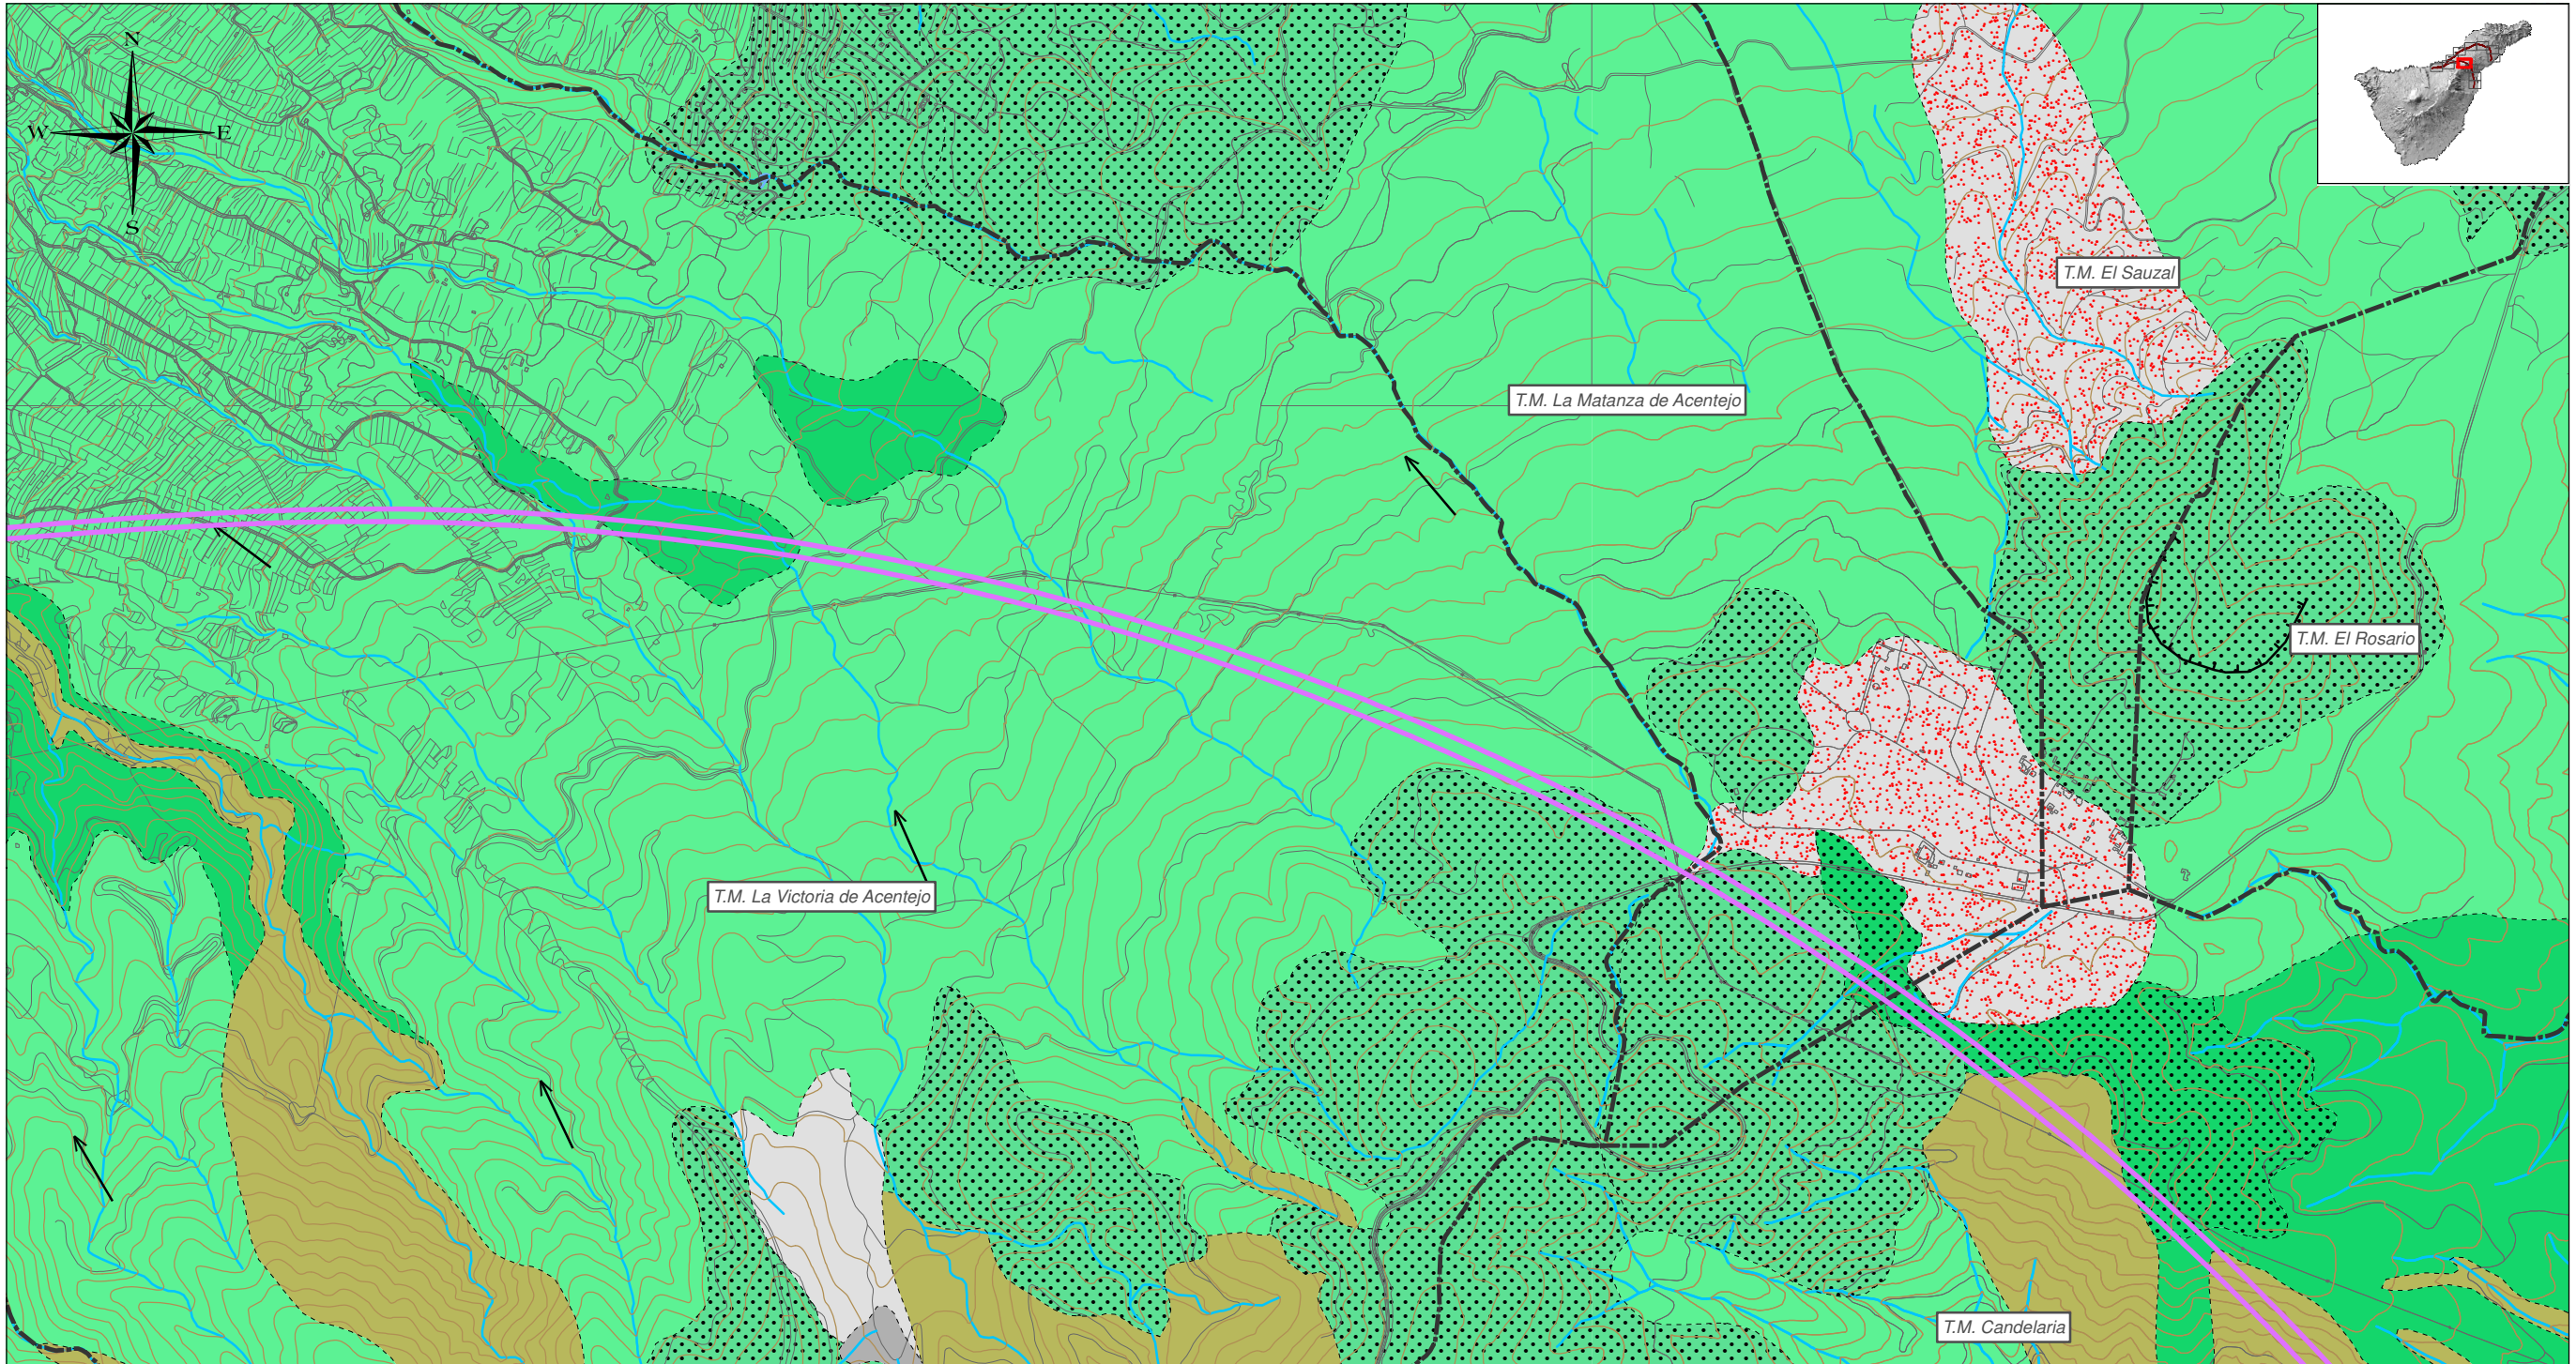 N
W E
S
T.M. El Sauzal
T.M. La Matanza de Acentejo
T.M. El Rosario
T.M. La Victoria de Acentejo
T.M. Candelaria